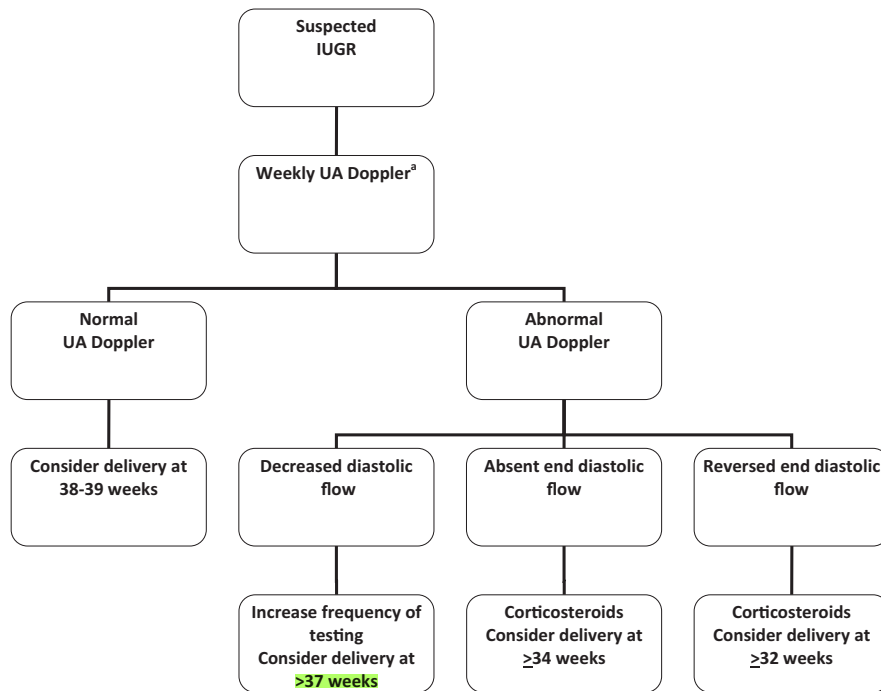 Suspected
IUGR
Weekly UA Dopplerᵃ
Normal
UA Doppler
Abnormal
UA Doppler
Consider delivery at
38-39 weeks
Decreased diastolic
flow
Absent end diastolic
flow
Reversed end diastolic
flow
Increase frequency of
testing
Consider delivery at
>37 weeks
Corticosteroids
Consider delivery at
≥34 weeks
Corticosteroids
Consider delivery at
≥32 weeks